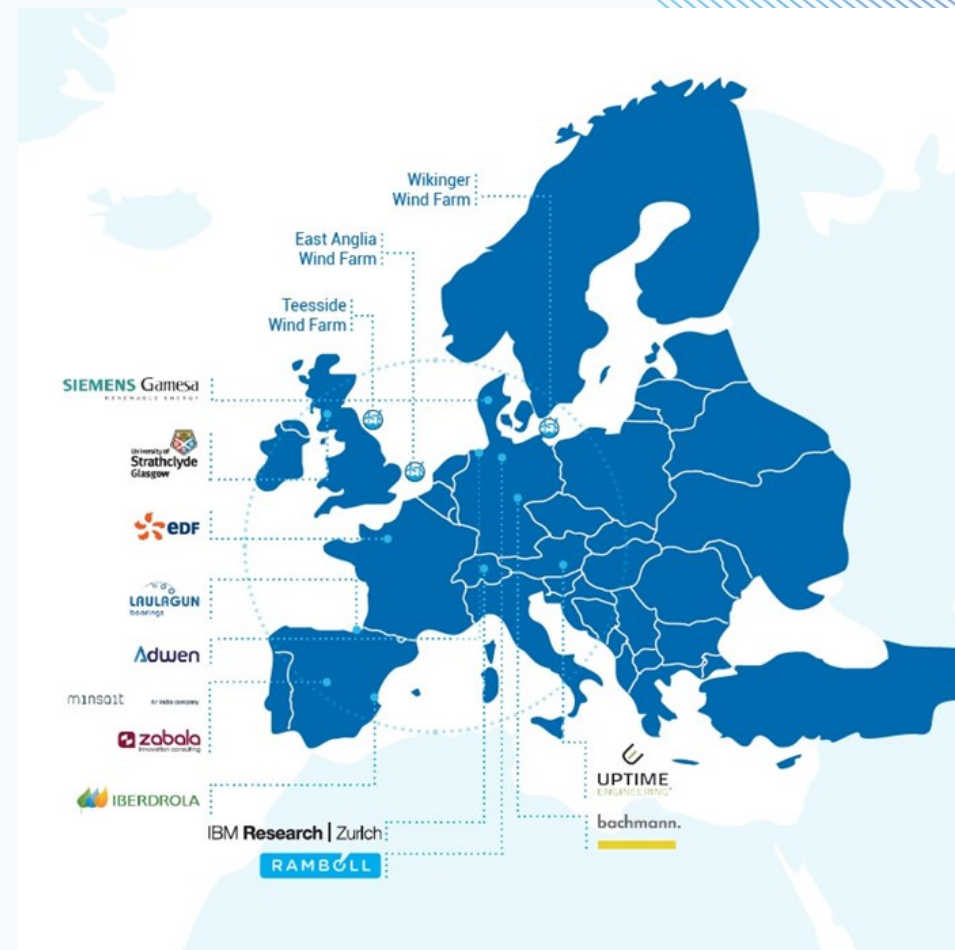 Wikinger
Wind Farm
East Anglia
Wind Farm
Teesside
Wind Farm
SIEMENS Gamesa
RENEWABLE ENERGY
University of
Strathclyde
Glasgow
eDF
LAULAGUN
bearings
Adwen
minsait
An Indra company
zabala
innovation consulting
IBERDROLA
IBM Research | Zurich
RAMBOLL
UPTIME
ENGINEERING
bachmann.